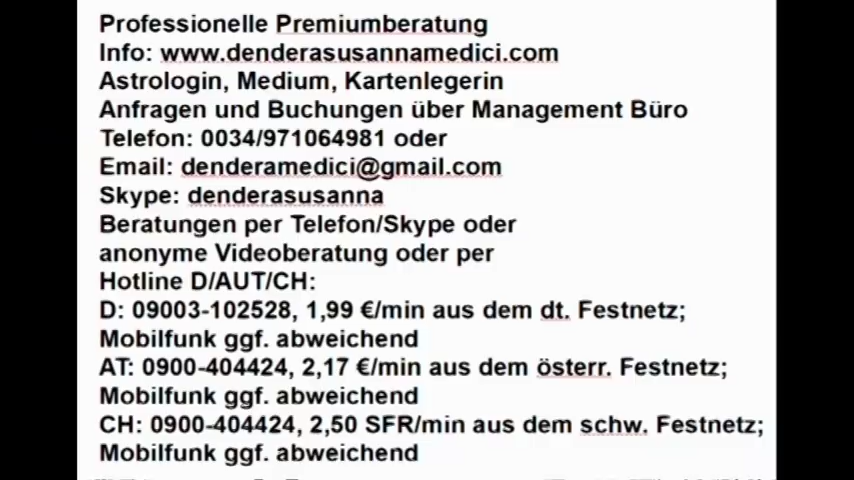 Professionelle Premiumberatung
Info: www.denderasusannamedici.com
Astrologin, Medium, Kartenlegerin
Anfragen und Buchungen über Management Büro
Telefon: 0034/971064981 oder
Email: denderamedici@gmail.com
Skype: denderasusanna
Beratungen per Telefon/Skype oder
anonyme Videoberatung oder per
Hotline D/AUT/CH:
D: 09003-102528, 1,99 €/min aus dem dt. Festnetz;
Mobilfunk ggf. abweichend
AT: 0900-404424, 2,17 €/min aus dem österr. Festnetz;
Mobilfunk ggf. abweichend
CH: 0900-404424, 2,50 SFR/min aus dem schw. Festnetz;
Mobilfunk ggf. abweichend